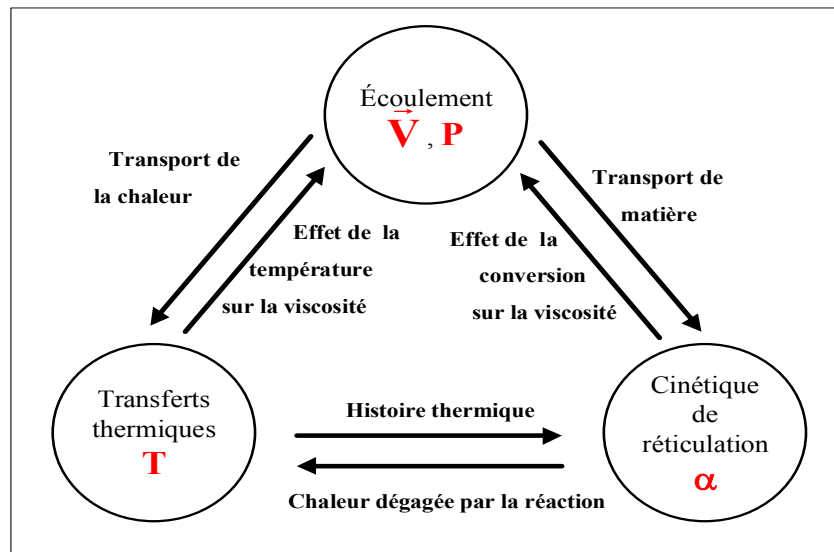 Écoulement
V⃗ , P
Transport de
la chaleur
Transport de
matière
Effet de la
température
sur la viscosité
Effet de la
conversion
sur la viscosité
Transferts
thermiques
T
Histoire thermique
Chaleur dégagée par la réaction
Cinétique
de
réticulation
α